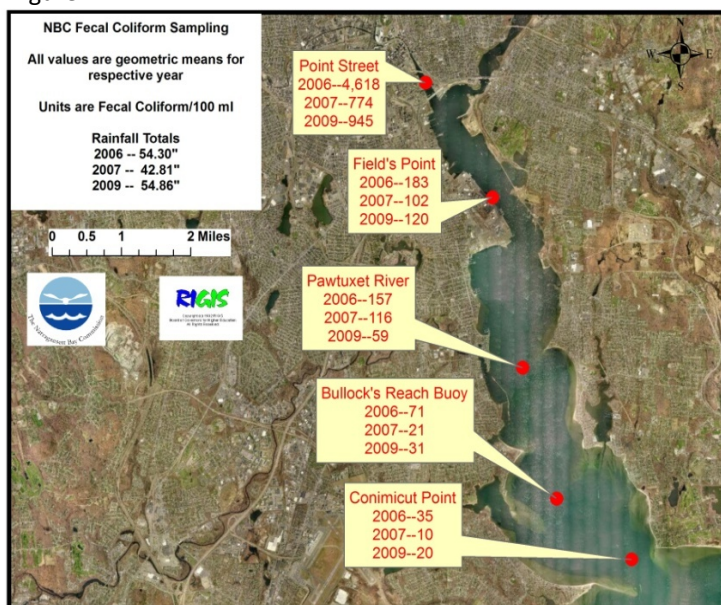 NBC Fecal Coliform Sampling
All values are geometric means for
respective year
Units are Fecal Coliform/100 ml
Rainfall Totals
2006 -- 54.30"
2007 -- 42.81"
2009 -- 54.86"
0 0.5 1 2 Miles
The Narragansett Bay Commission
RIGIS
N
W E
S
Point Street
2006--4,618
2007--774
2009--945
Field's Point
2006--183
2007--102
2009--120
Pawtuxet River
2006--157
2007--116
2009--59
Bullock's Reach Buoy
2006--71
2007--21
2009--31
Conimicut Point
2006--35
2007--10
2009--20